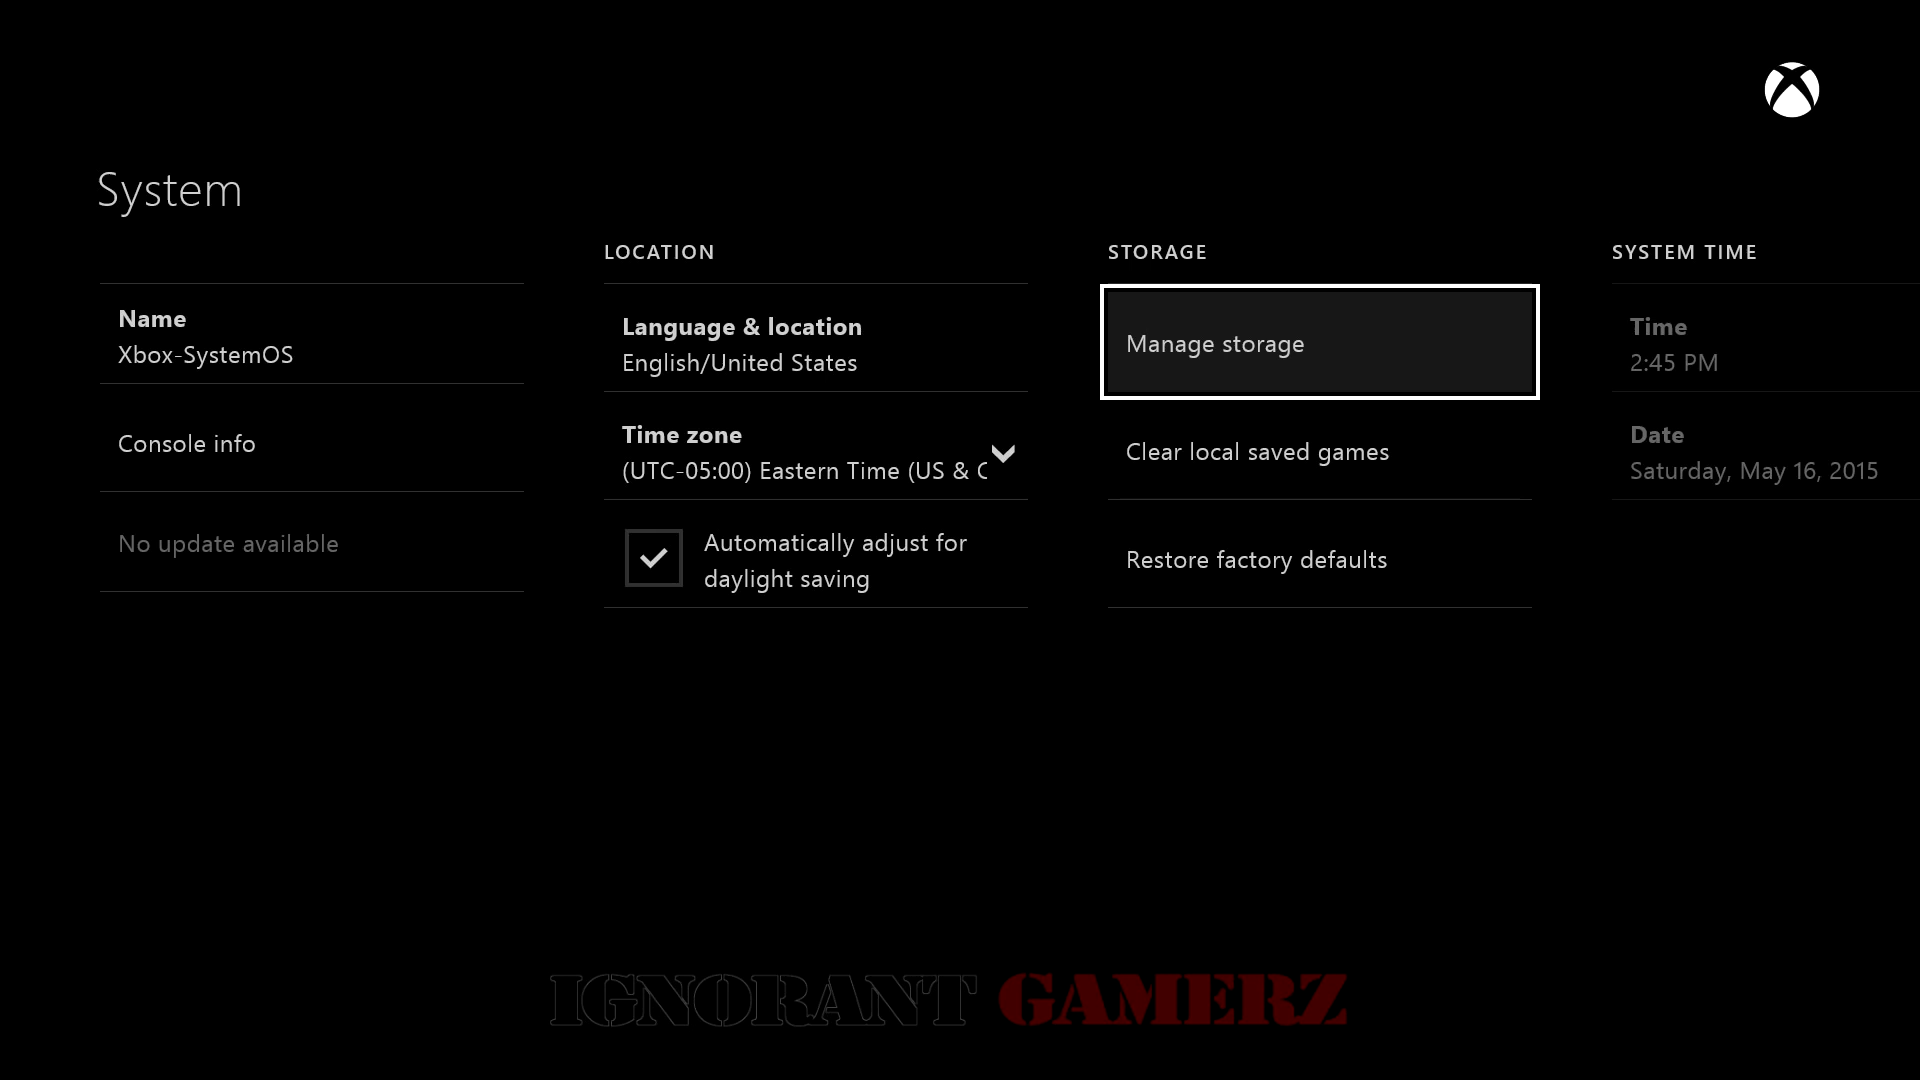 System
Name
Xbox-SystemOS
Console info
No update available
LOCATION
Language & location
English/United States
Time zone
(UTC-05:00) Eastern Time (US & C
Automatically adjust for
daylight saving
STORAGE
Manage storage
Clear local saved games
Restore factory defaults
SYSTEM TIME
Time
2:45 PM
Date
Saturday, May 16, 2015
IGNORANT GAMERZ